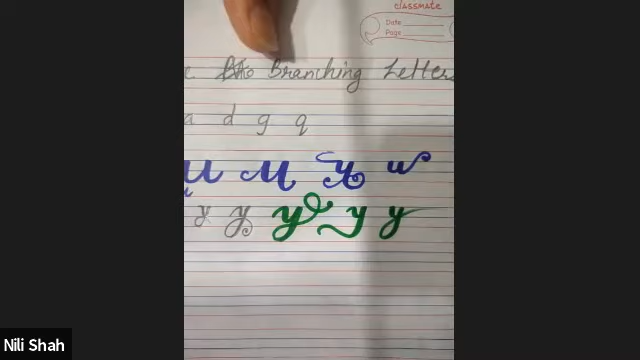 classmate
Date
Page
Branching Letters
a d g q
u u y w
y y y y y
Nili Shah